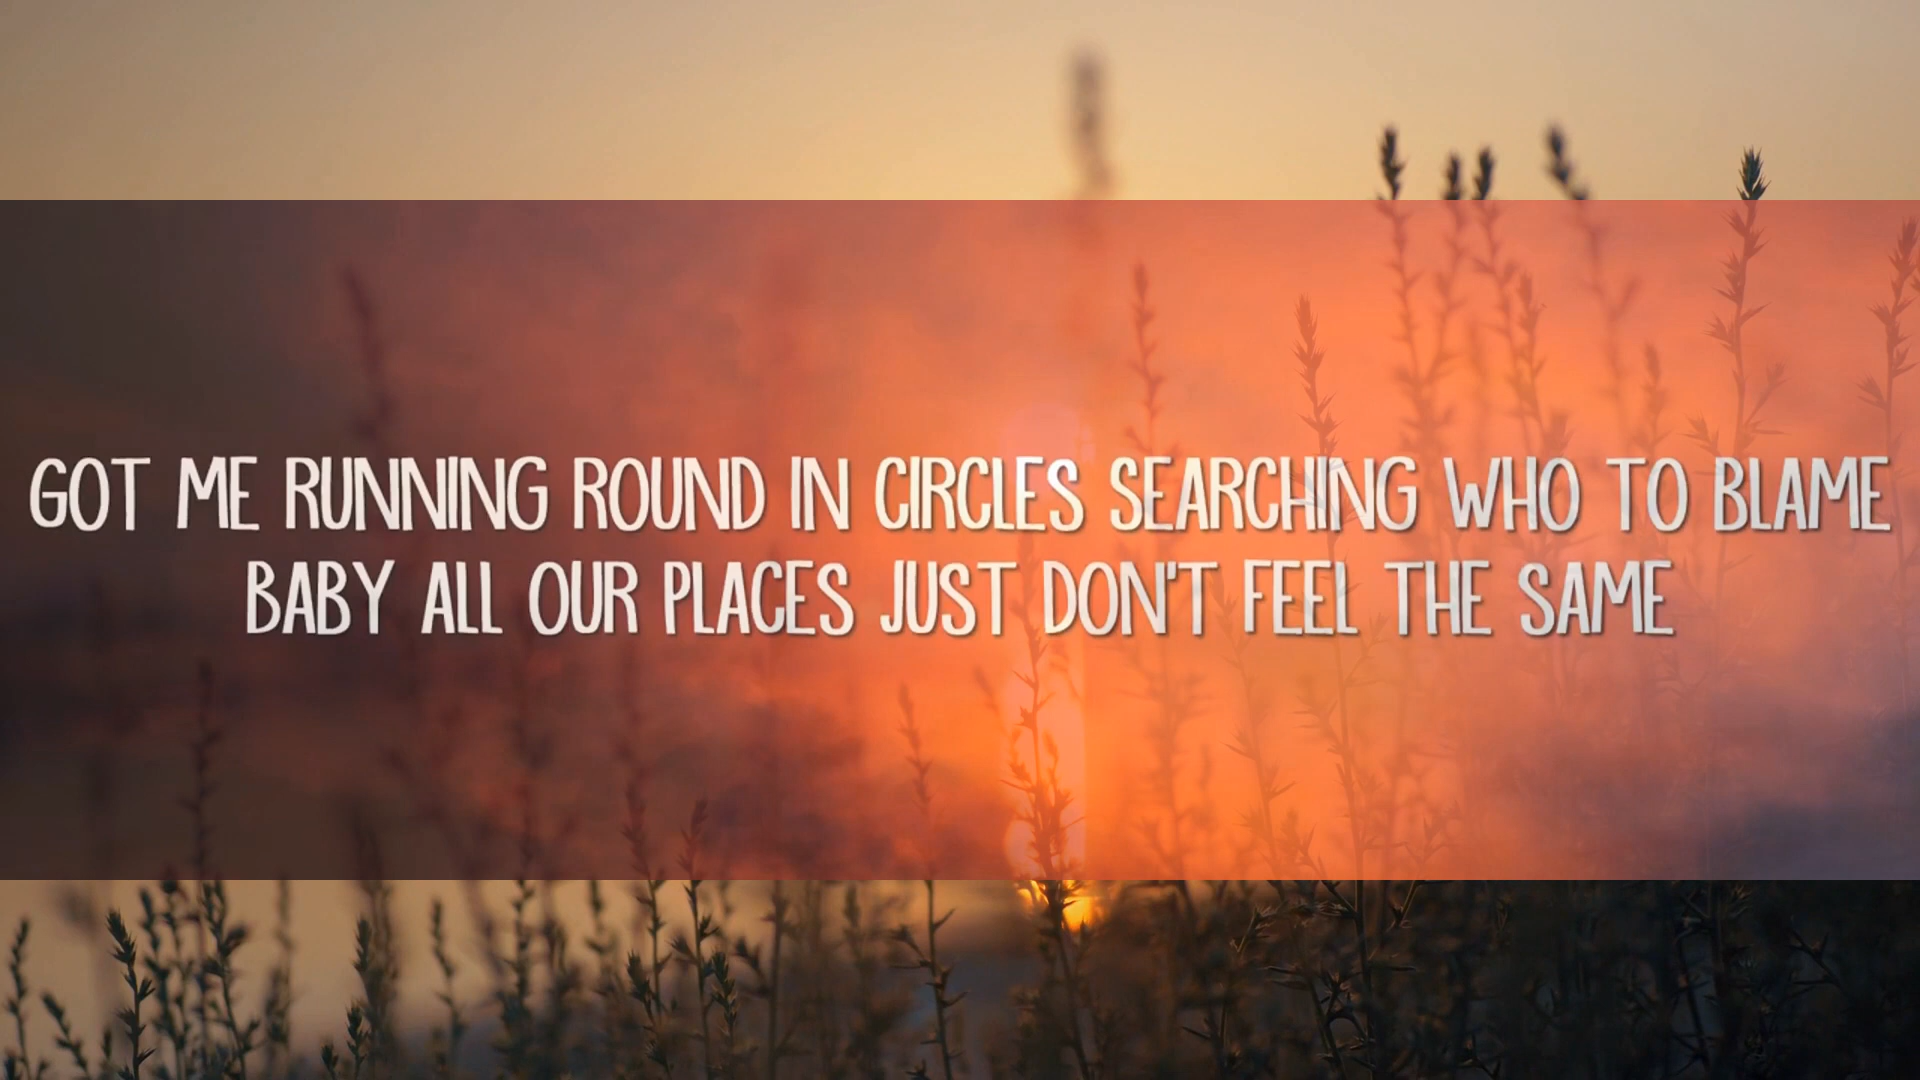 GOT ME RUNNING ROUND IN CIRCLES SEARCHING WHO TO BLAME
BABY ALL OUR PLACES JUST DON'T FEEL THE SAME